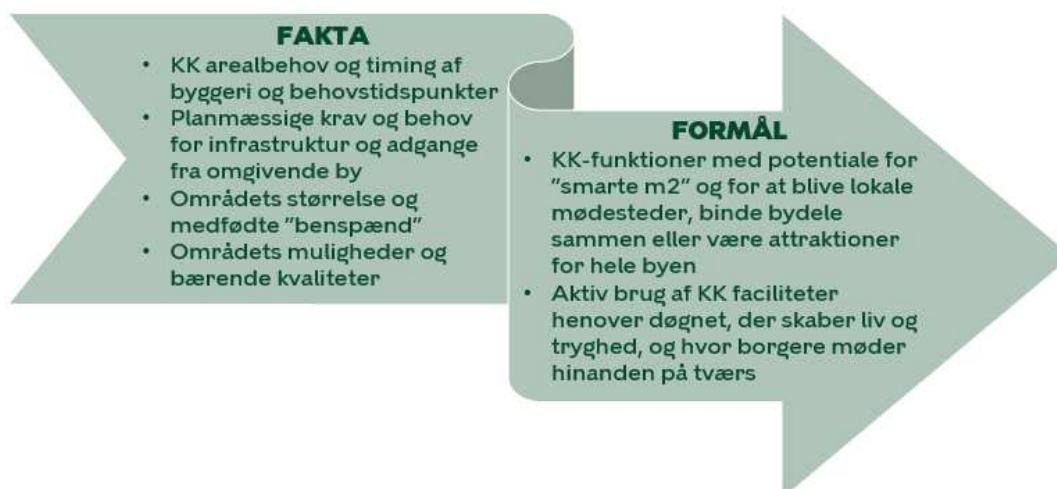 FAKTA
• KK arealbehov og timing af
byggeri og behovstidspunkter
• Planmæssige krav og behov
for infrastruktur og adgange
fra omgivende by
• Områdets størrelse og
medfødte ”benspænd”
• Områdets muligheder og
bærende kvaliteter
FORMÅL
• KK-funktioner med potentiale for
”smarte m2” og for at blive lokale
mødesteder, binde bydele
sammen eller være attraktioner
for hele byen
• Aktiv brug af KK faciliteter
henover døgnet, der skaber liv og
tryghed, og hvor borgere møder
hinanden på tværs